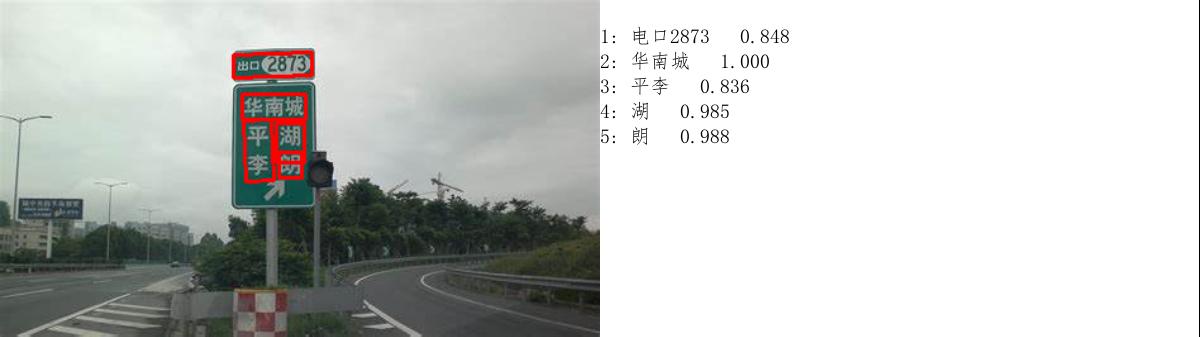 出口 2873
华南城
平 湖
李 朗
1: 电口2873 0.848
2: 华南城 1.000
3: 平李 0.836
4: 湖 0.985
5: 朗 0.988